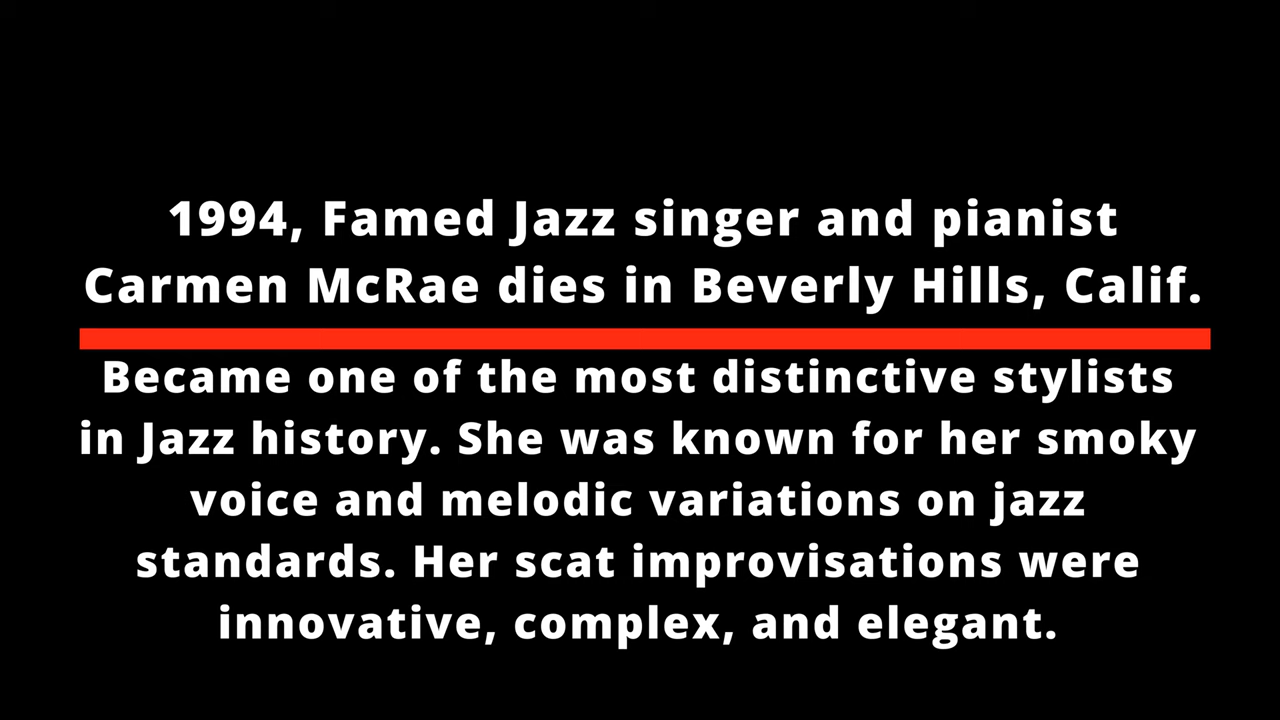 1994, Famed Jazz singer and pianist
Carmen McRae dies in Beverly Hills, Calif.
Became one of the most distinctive stylists
in Jazz history. She was known for her smoky
voice and melodic variations on jazz
standards. Her scat improvisations were
innovative, complex, and elegant.